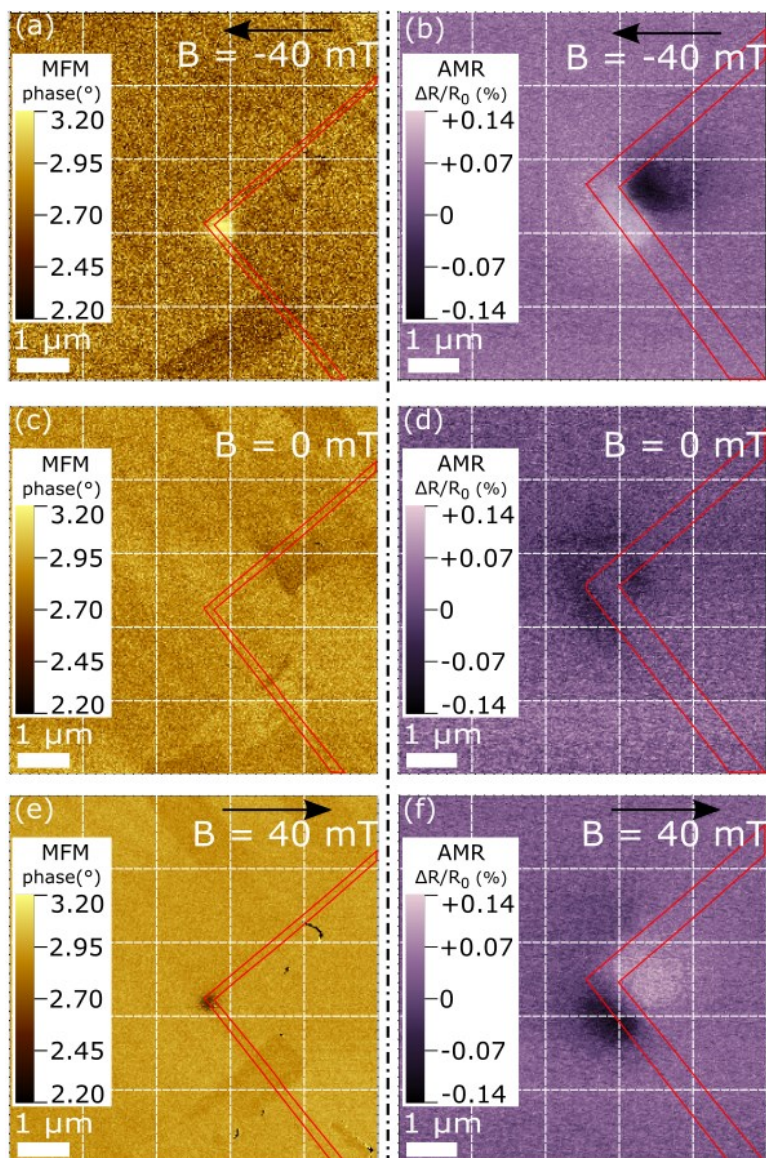 (a)
B = -40 mT
MFM
phase(°)
3.20
2.95
2.70
2.45
2.20
1 µm
(b)
B = -40 mT
AMR
ΔR/R₀ (%)
+0.14
+0.07
0
-0.07
-0.14
1 µm
(c)
B = 0 mT
MFM
phase(°)
3.20
2.95
2.70
2.45
2.20
1 µm
(d)
B = 0 mT
AMR
ΔR/R₀ (%)
+0.14
+0.07
0
-0.07
-0.14
1 µm
(e)
B = 40 mT
MFM
phase(°)
3.20
2.95
2.70
2.45
2.20
1 µm
(f)
B = 40 mT
AMR
ΔR/R₀ (%)
+0.14
+0.07
0
-0.07
-0.14
1 µm